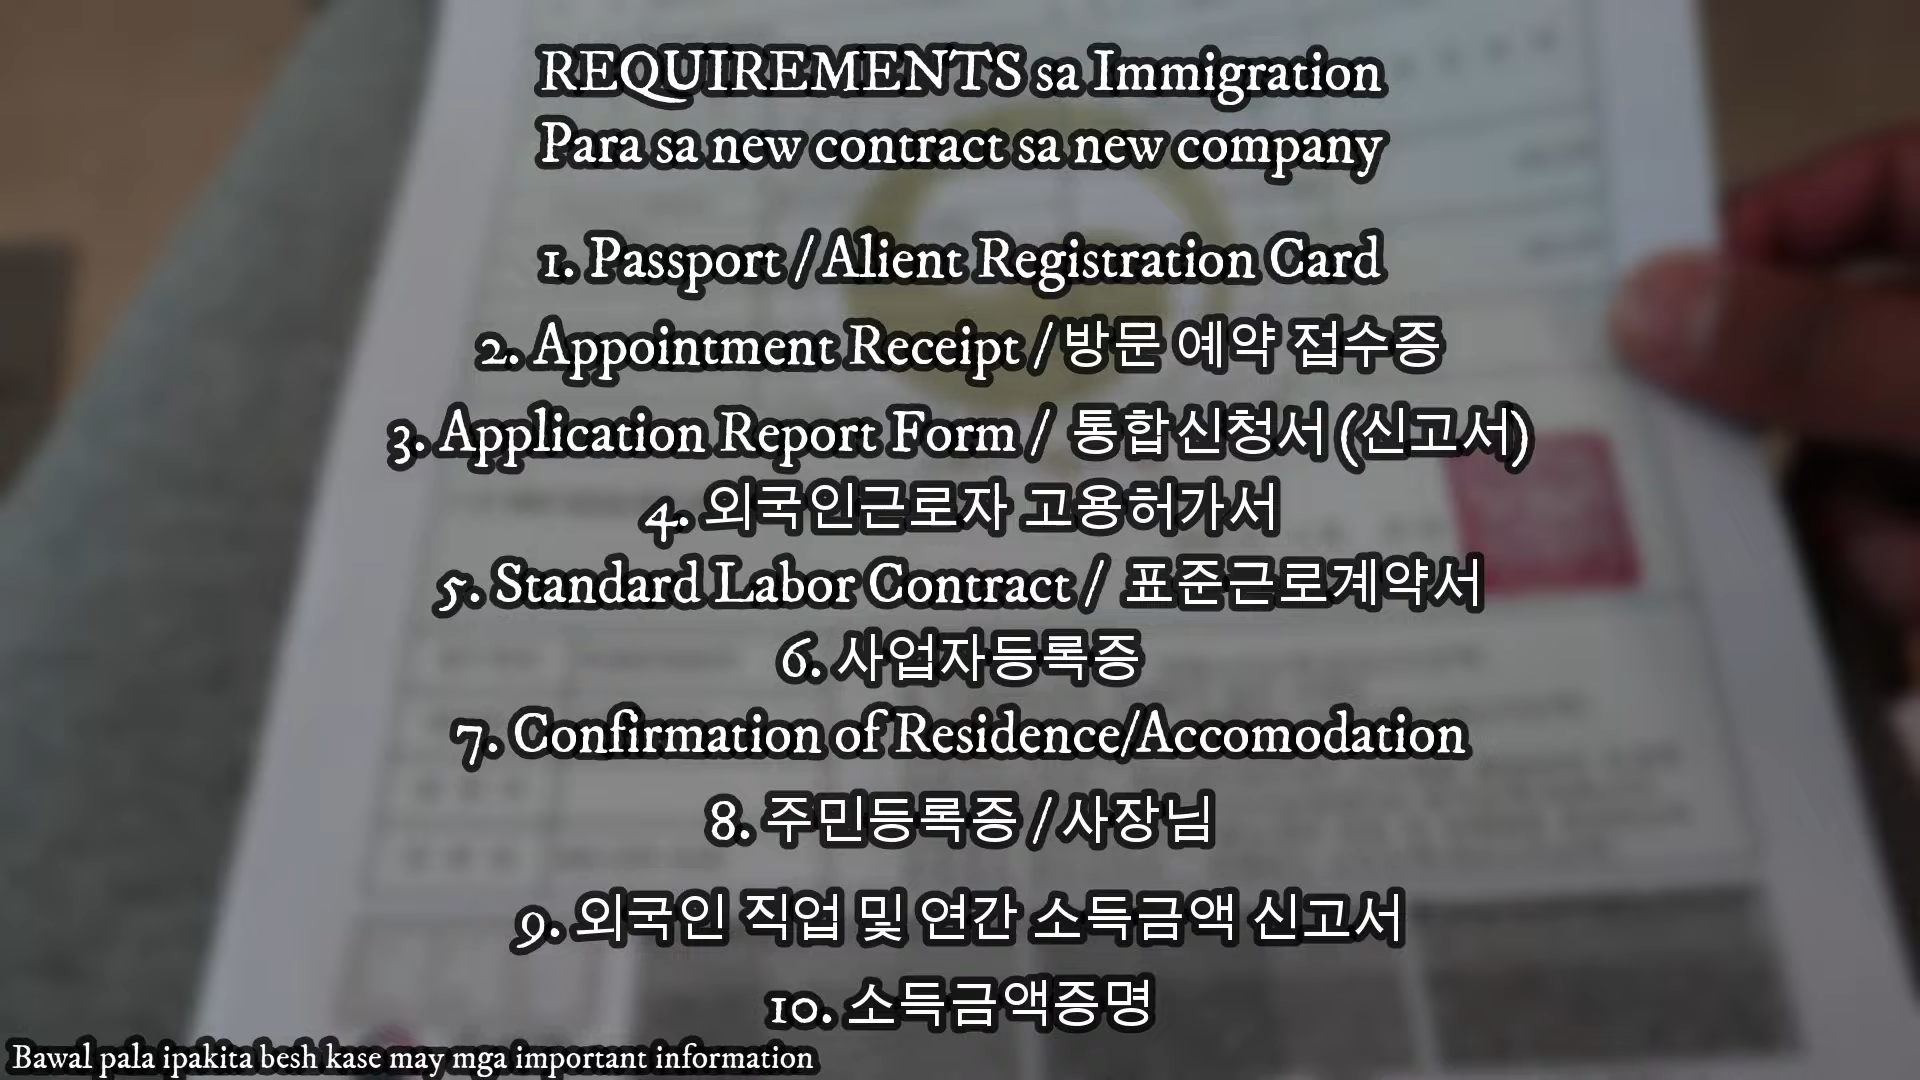 REQUIREMENTS sa Immigration
Para sa new contract sa new company
1. Passport / Alient Registration Card
2. Appointment Receipt / 방문 예약 접수증
3. Application Report Form / 통합신청서 (신고서)
4. 외국인근로자 고용허가서
5. Standard Labor Contract / 표준근로계약서
6. 사업자등록증
7. Confirmation of Residence/Accomodation
8. 주민등록증 / 사장님
9. 외국인 직업 및 연간 소득금액 신고서
10. 소득금액증명
Bawal pala ipakita besh kase may mga important information